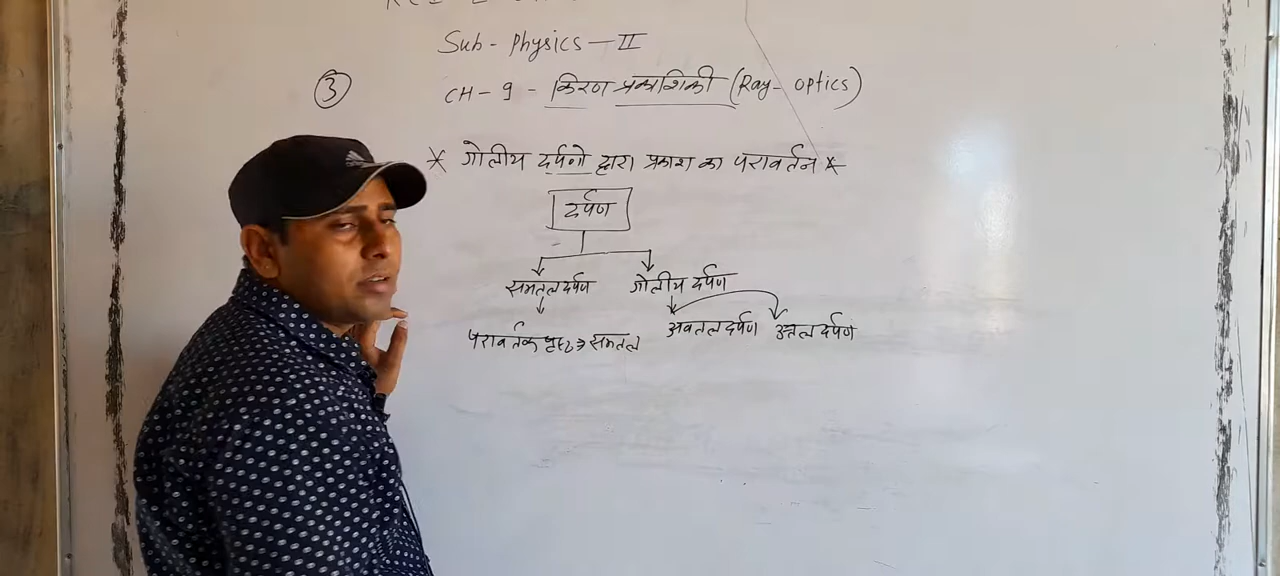 Sub - Physics - II
③
CH - 9 - किरण प्रकाशिकी (Ray - optics)
* गोलीय दर्पणो द्वारा प्रकाश का परावर्तन *
दर्पण
समतल दर्पण गोलीय दर्पण
परावर्तक पृष्ठ → समतल अवतल दर्पण उत्तल दर्पण